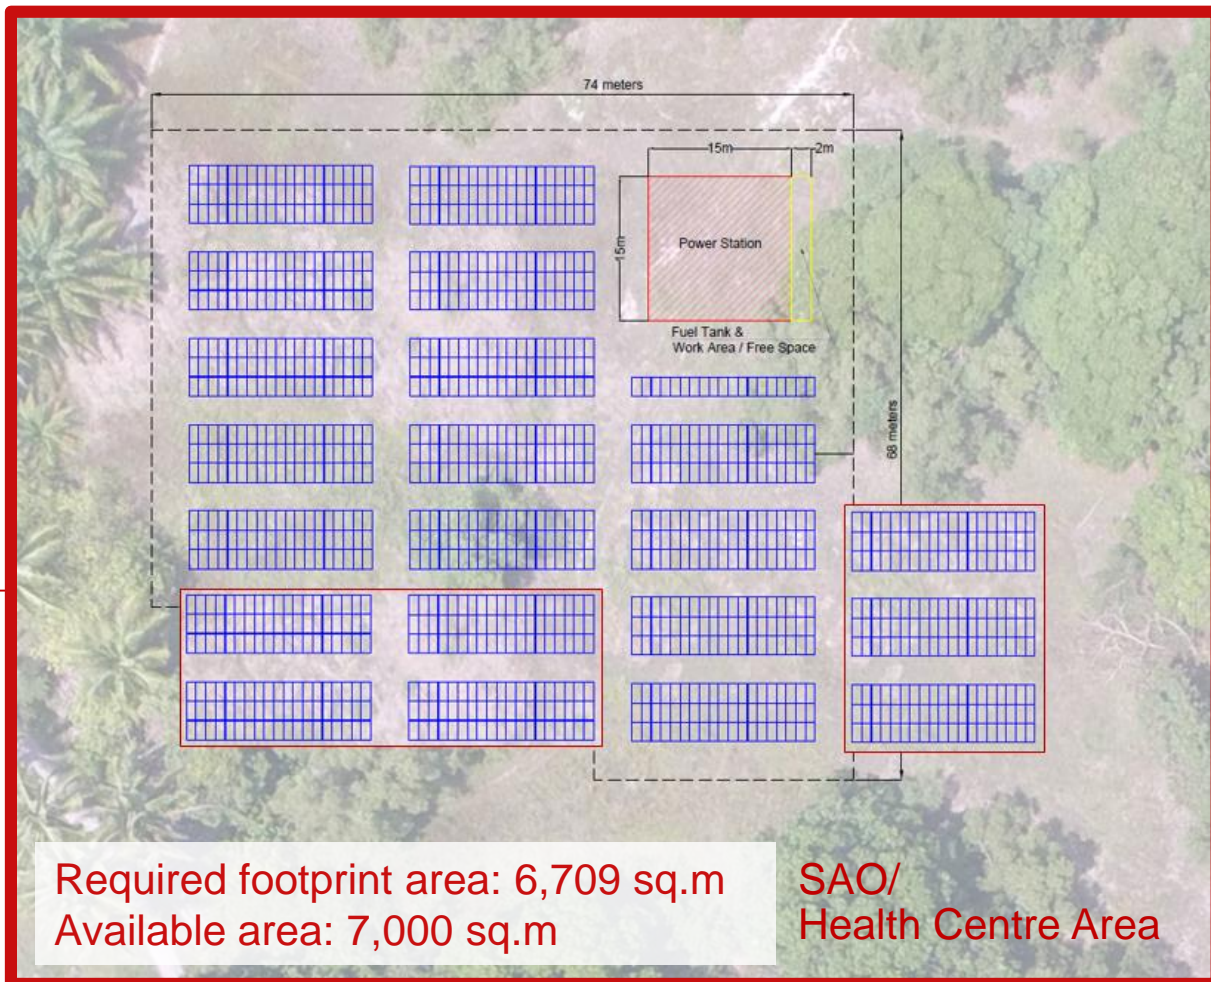 74 meters
15m
2m
15m
Power Station
Fuel Tank &
Work Area / Free Space
68 meters
Required footprint area: 6,709 sq.m
Available area: 7,000 sq.m
SAO/
Health Centre Area